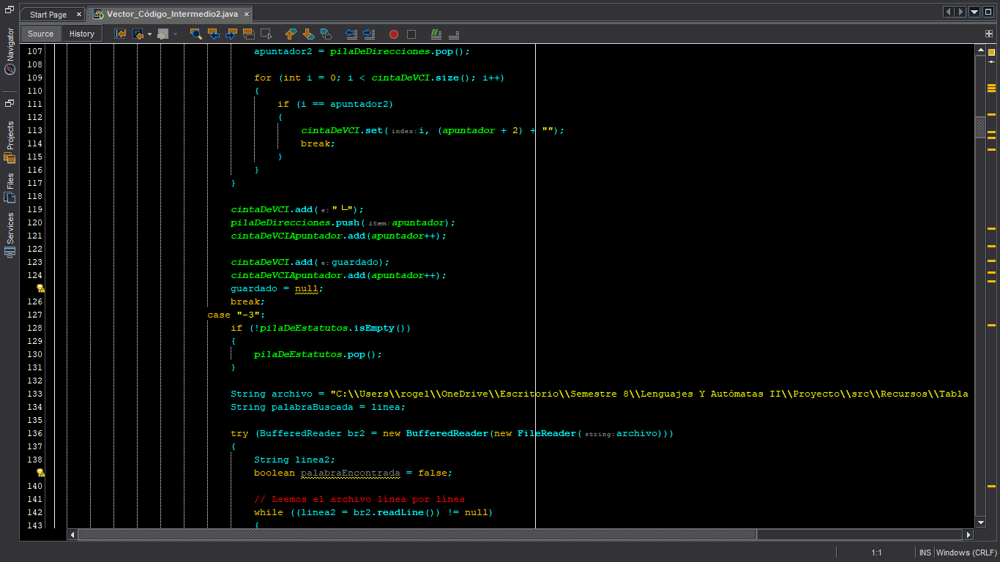 Start Page ×
Vector_Código_Intermedio2.java ×
Source History
Navigator
Projects
Files
Services
107 apuntador2 = pilaDeDirecciones.pop();
108
109 for (int i = 0; i < cintaDeVCI.size(); i++)
110 {
111 if (i == apuntador2)
112 {
113 cintaDeVCI.set(index:i, (apuntador + 2) + "");
114 break;
115 }
116 }
117 }
118
119 cintaDeVCI.add(e:"└");
120 pilaDeDirecciones.push(item:apuntador);
121 cintaDeVCIApuntador.add(apuntador++);
122
123 cintaDeVCI.add(e:guardado);
124 cintaDeVCIApuntador.add(apuntador++);
guardado = null;
126 break;
127 case "-3":
128 if (!pilaDeEstatutos.isEmpty())
129 {
130 pilaDeEstatutos.pop();
131 }
132
133 String archivo = "C:\\Users\\rogel\\OneDrive\\Escritorio\\Semestre 8\\Lenguajes Y Autómatas II\\Proyecto\\src\\Recursos\\Tabla
134 String palabraBuscada = linea;
135
136 try (BufferedReader br2 = new BufferedReader(new FileReader(string:archivo)))
137 {
138 String linea2;
boolean palabraEncontrada = false;
140
141 // Leemos el archivo línea por línea
142 while ((linea2 = br2.readLine()) != null)
143 {
1:1 INS Windows (CRLF)